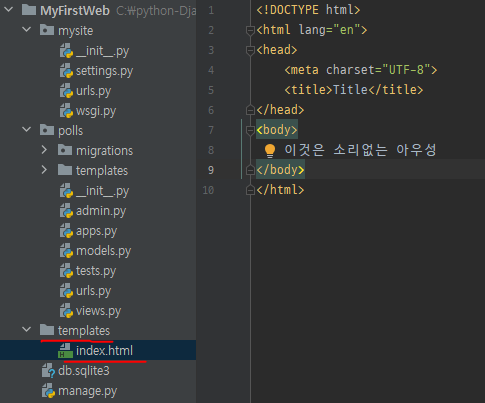 MyFirstWeb C:\python-Dja
mysite
__init__.py
settings.py
urls.py
wsgi.py
polls
migrations
templates
__init__.py
admin.py
apps.py
models.py
tests.py
urls.py
views.py
templates
index.html
db.sqlite3
manage.py
1 <!DOCTYPE html>
2 <html lang="en">
3 <head>
4 <meta charset="UTF-8">
5 <title>Title</title>
6 </head>
7 <body>
8 이것은 소리없는 아우성
9 </body>
10 </html>